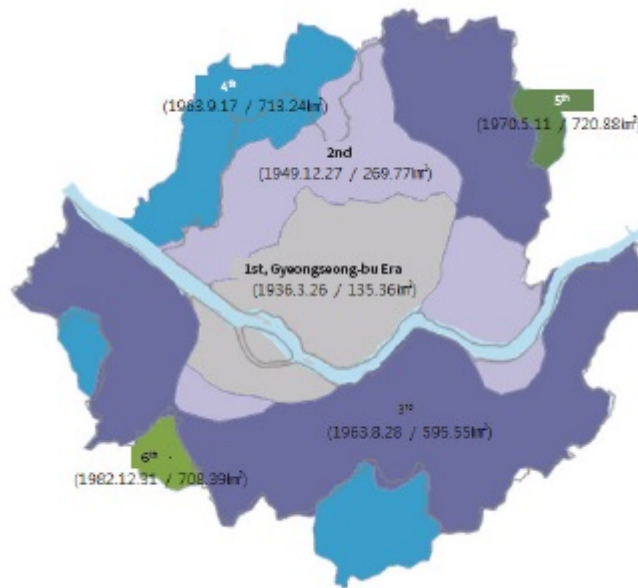 4th
(1963.9.17 / 713.24㎢)
5th
(1970.5.11 / 720.88㎢)
2nd
(1949.12.27 / 269.77㎢)
1st, Gyeongseong-bu Era
(1936.3.26 / 135.36㎢)
3rd
(1963.8.28 / 595.55㎢)
6th
(1982.12.31 / 708.39㎢)